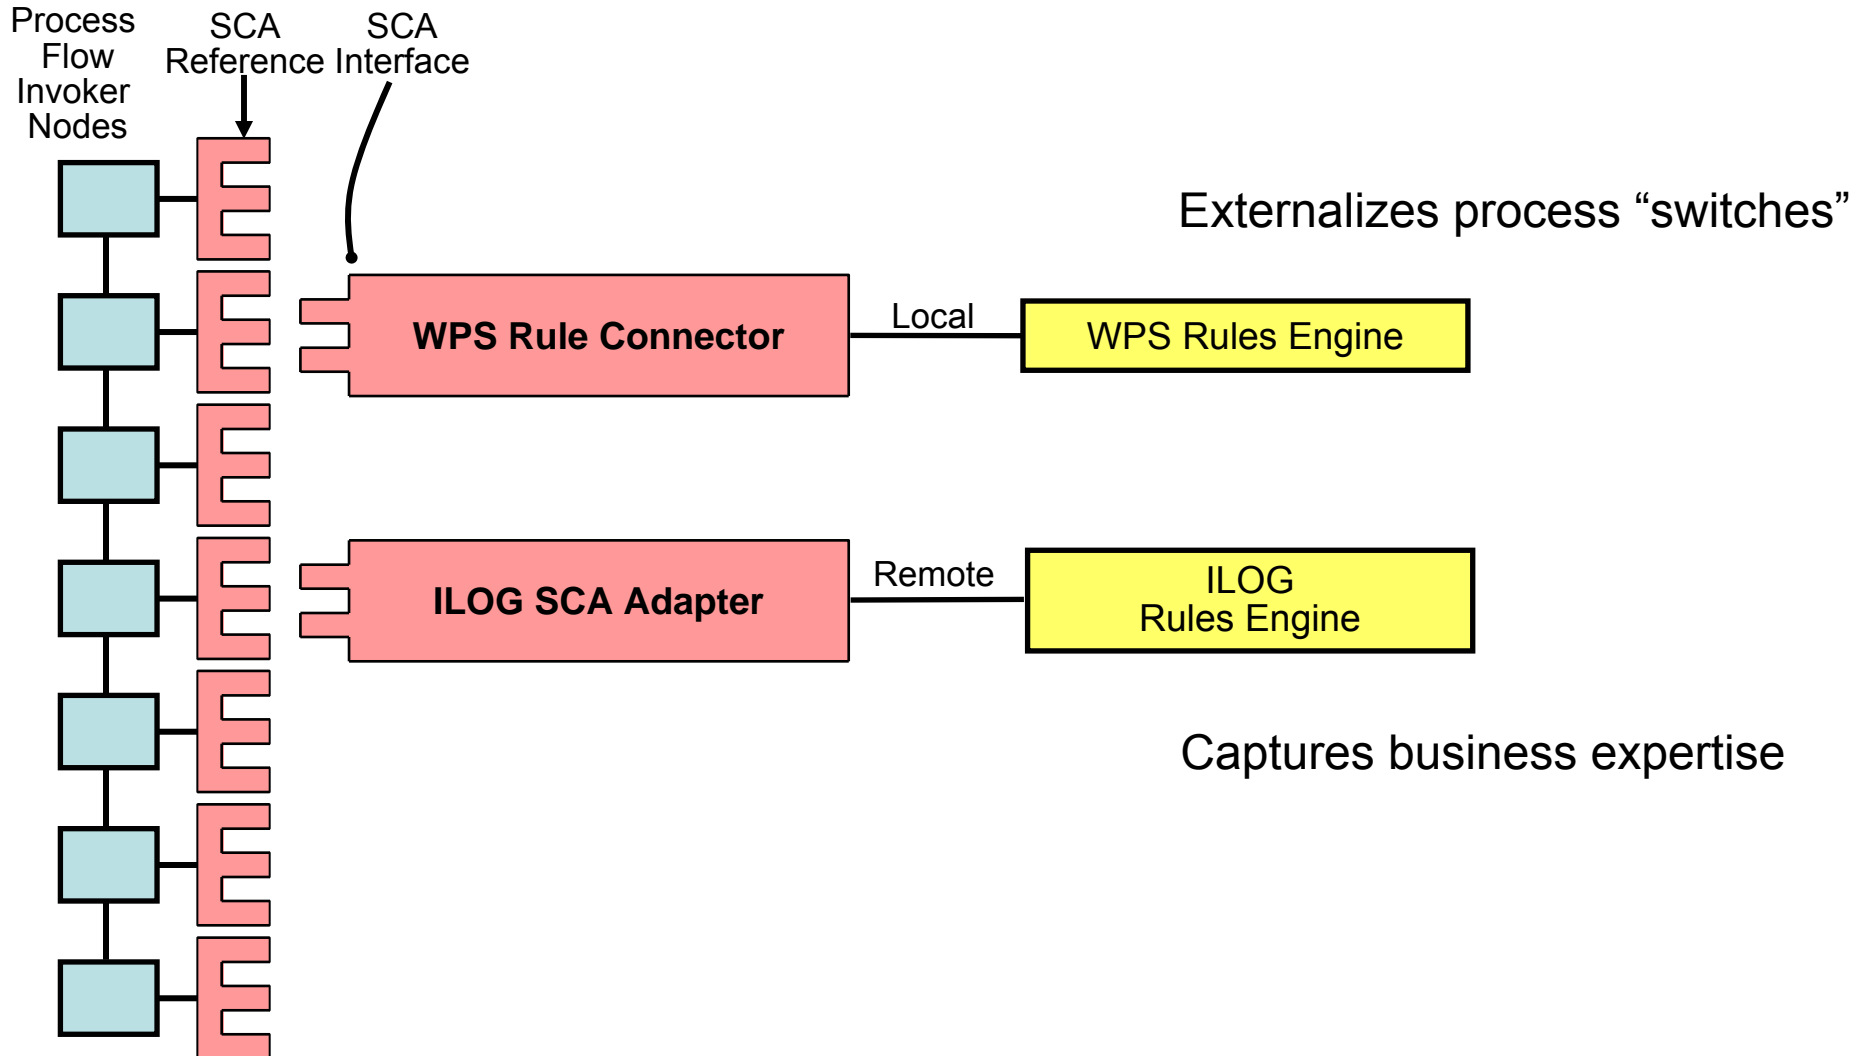 Process
Flow
Invoker
Nodes
SCA
Reference
SCA
Interface
Externalizes process “switches”
WPS Rule Connector
Local
WPS Rules Engine
ILOG SCA Adapter
Remote
ILOG
Rules Engine
Captures business expertise